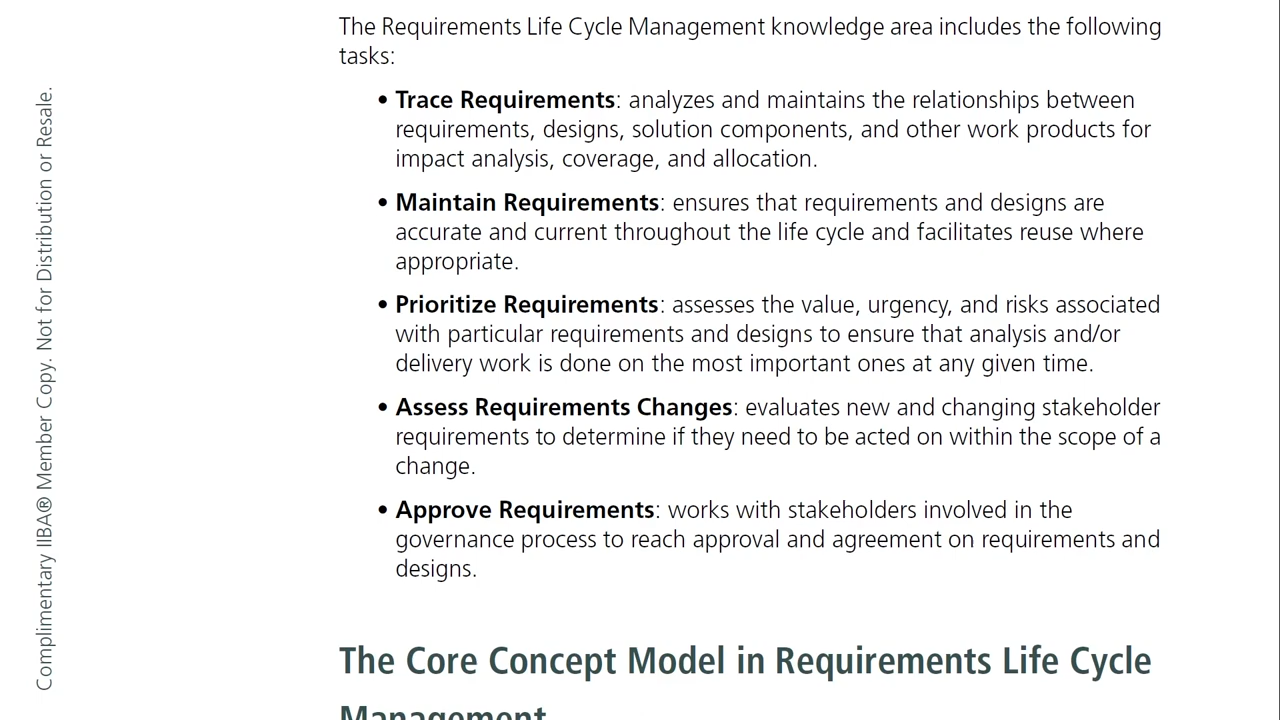 The Requirements Life Cycle Management knowledge area includes the following
tasks:
• Trace Requirements: analyzes and maintains the relationships between
requirements, designs, solution components, and other work products for
impact analysis, coverage, and allocation.
• Maintain Requirements: ensures that requirements and designs are
accurate and current throughout the life cycle and facilitates reuse where
appropriate.
• Prioritize Requirements: assesses the value, urgency, and risks associated
with particular requirements and designs to ensure that analysis and/or
delivery work is done on the most important ones at any given time.
• Assess Requirements Changes: evaluates new and changing stakeholder
requirements to determine if they need to be acted on within the scope of a
change.
• Approve Requirements: works with stakeholders involved in the
governance process to reach approval and agreement on requirements and
designs.
The Core Concept Model in Requirements Life Cycle
Management
Complimentary IIBA® Member Copy. Not for Distribution or Resale.